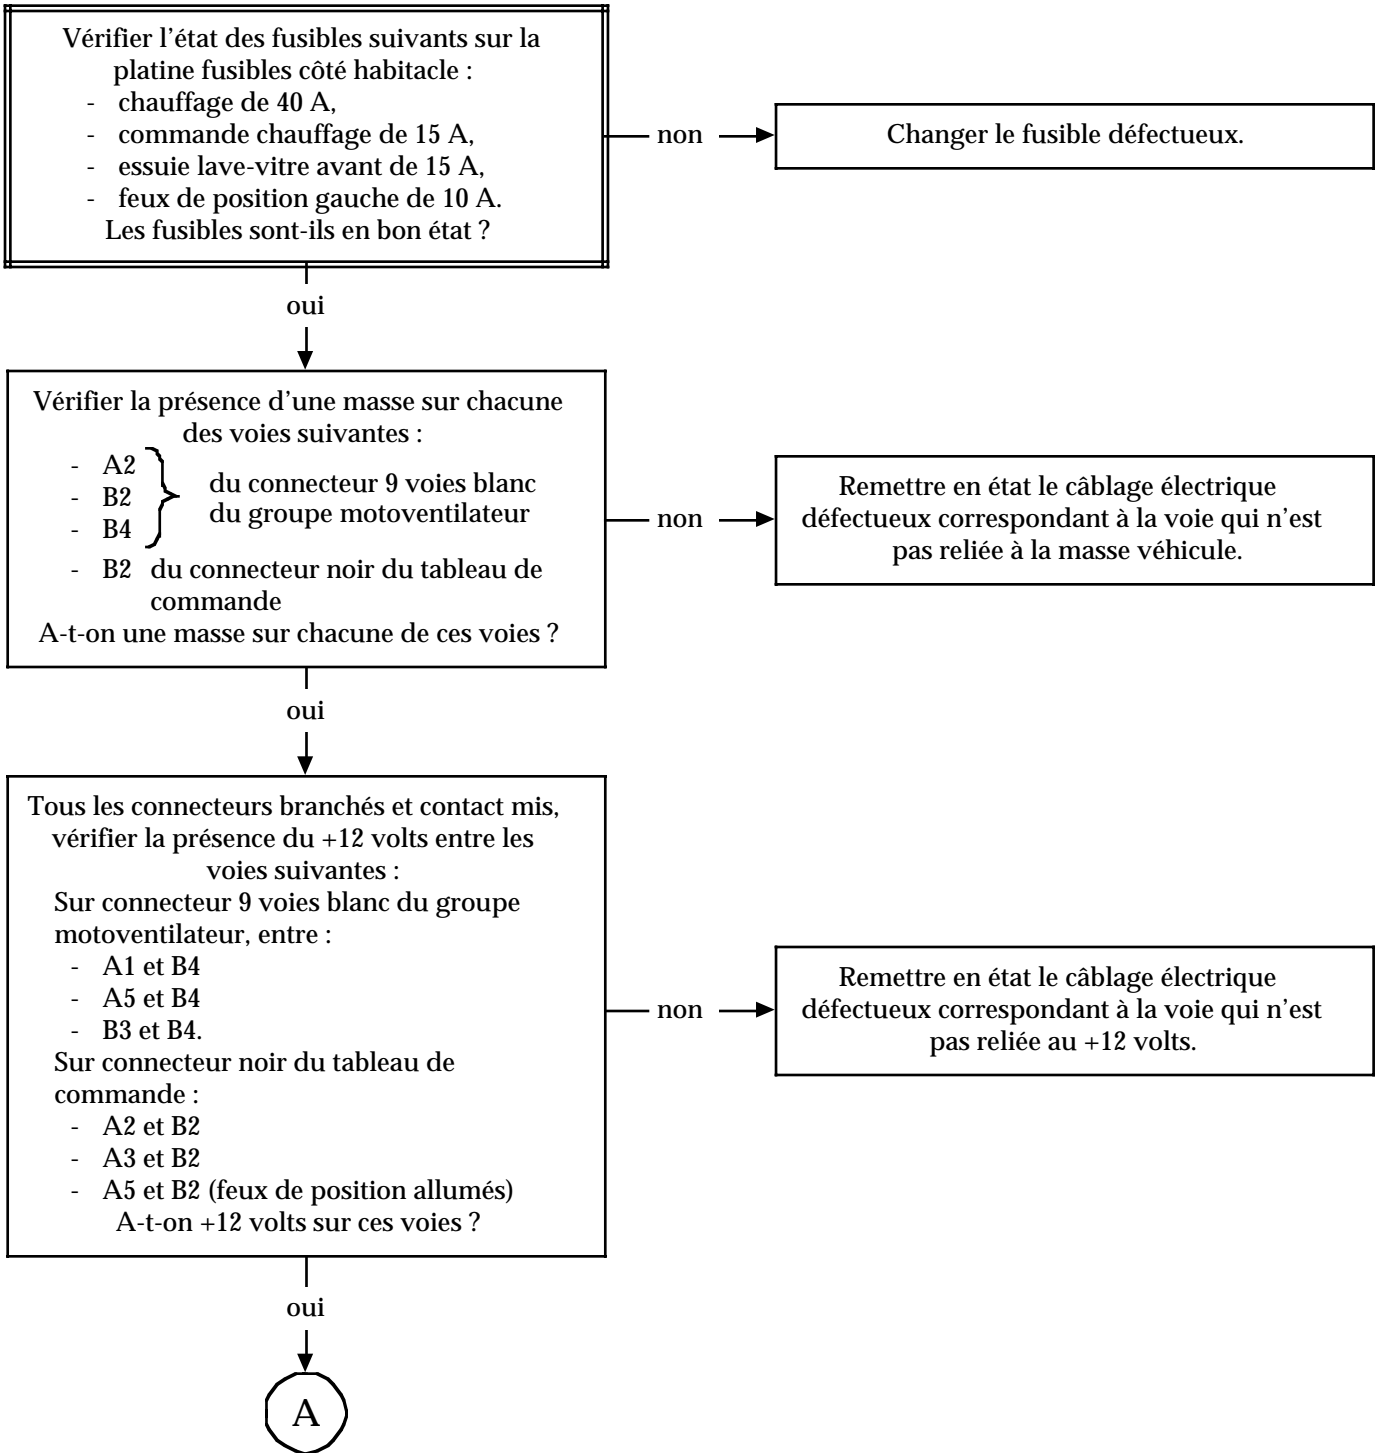 Vérifier l'état des fusibles suivants sur la
platine fusibles côté habitacle :
- chauffage de 40 A,
- commande chauffage de 15 A,
- essuie lave-vitre avant de 15 A,
- feux de position gauche de 10 A.
Les fusibles sont-ils en bon état ?
non
Changer le fusible défectueux.
oui
Vérifier la présence d'une masse sur chacune
des voies suivantes :
- A2
- B2
- B4
du connecteur 9 voies blanc
du groupe motoventilateur
- B2 du connecteur noir du tableau de
commande
A-t-on une masse sur chacune de ces voies ?
non
Remettre en état le câblage électrique
défectueux correspondant à la voie qui n'est
pas reliée à la masse véhicule.
oui
Tous les connecteurs branchés et contact mis,
vérifier la présence du +12 volts entre les
voies suivantes :
Sur connecteur 9 voies blanc du groupe
motoventilateur, entre :
- A1 et B4
- A5 et B4
- B3 et B4.
Sur connecteur noir du tableau de
commande :
- A2 et B2
- A3 et B2
- A5 et B2 (feux de position allumés)
A-t-on +12 volts sur ces voies ?
non
Remettre en état le câblage électrique
défectueux correspondant à la voie qui n'est
pas reliée au +12 volts.
oui
A